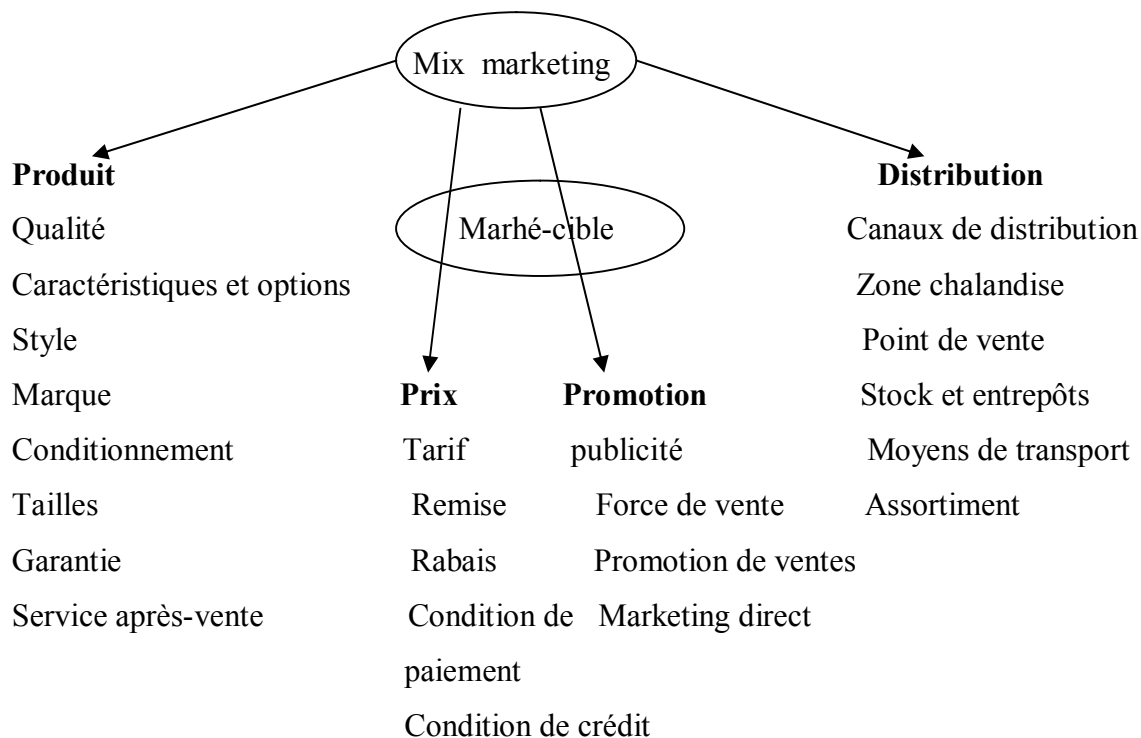 Mix marketing
Produit
Qualité
Caractéristiques et options
Style
Marque
Conditionnement
Tailles
Garantie
Service après-vente
Marhé-cible
Prix
Tarif
Remise
Rabais
Condition de
paiement
Condition de crédit
Promotion
publicité
Force de vente
Promotion de ventes
Marketing direct
Distribution
Canaux de distribution
Zone chalandise
Point de vente
Stock et entrepôts
Moyens de transport
Assortiment